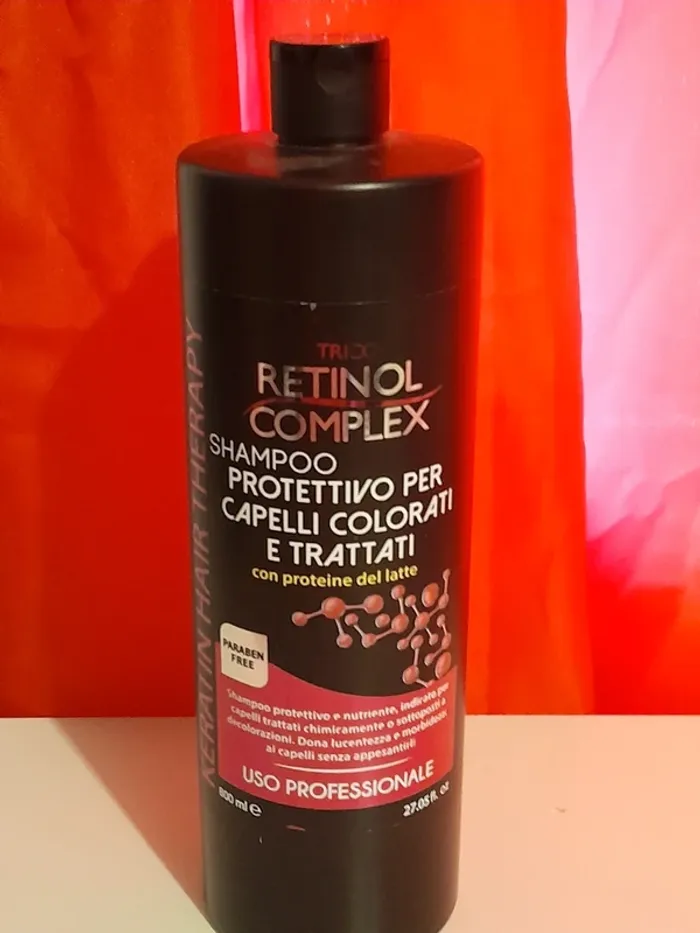 RETINOL
COMPLEX
SHAMPOO
PROTETTIVO PER
CAPELLI COLORATI
E TRATTATI
con proteine del latte
PARABEN
FREE
Shampoo protettivo e nutriente, indicato per
capelli trattati chimicamente o sottoposti a
decolorazioni. Dona lucentezza e morbidezza
ai capelli senza appesantirli
USO PROFESSIONALE
800 ml e
27.05 fl. oz
KERATIN HAIR THERAPY